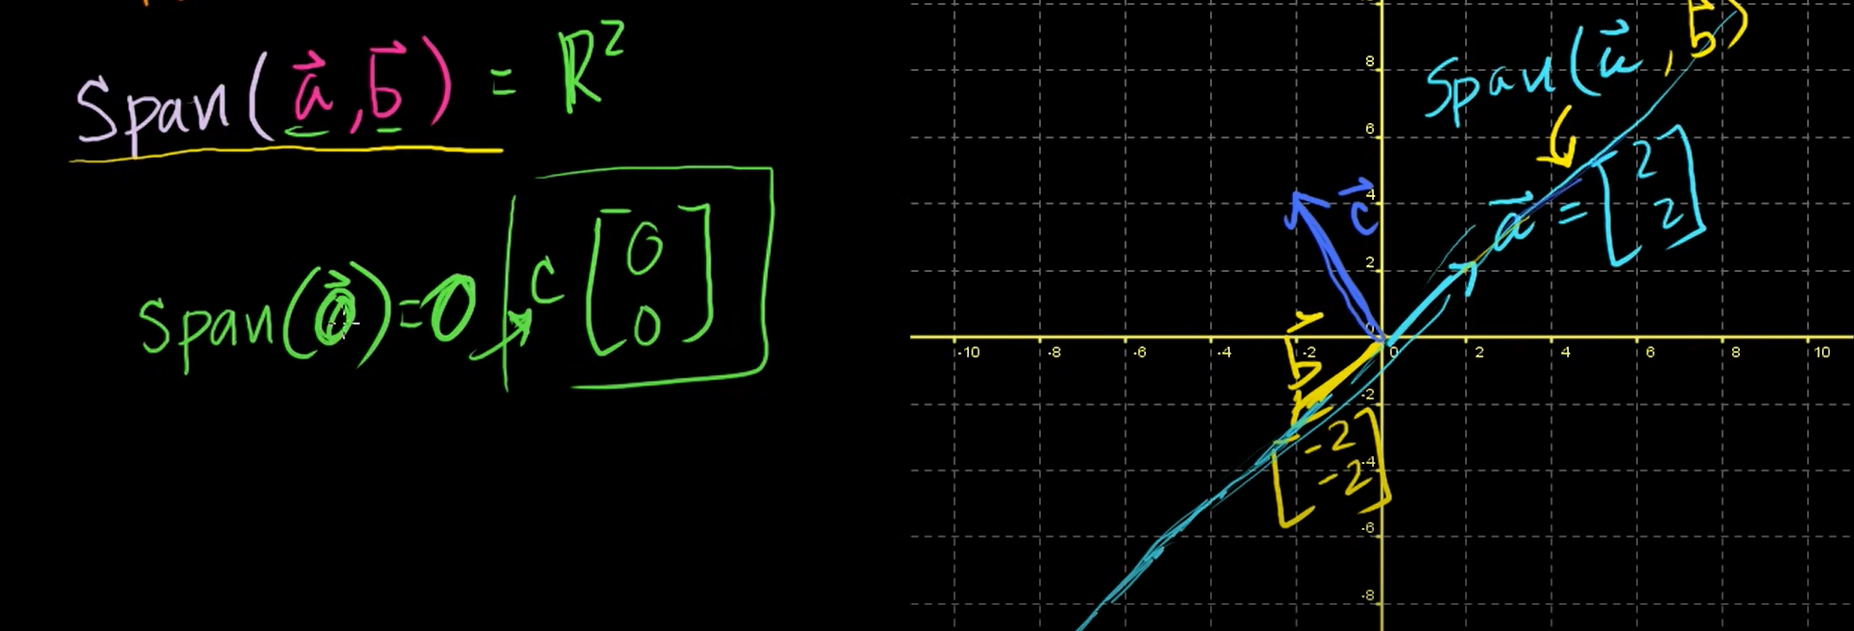 Span(a⃗, b⃗) = R²
Span(0⃗) = 0
c [0
0]
Span(a⃗, b⃗)
a⃗ = [2
2]
c⃗
b⃗
[-2
-2]
8
6
4
2
0
-10 -8 -6 -4 -2 0 2 4 6 8 10
-2
-4
-6
-8